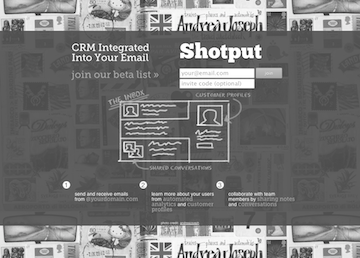 CRM Integrated
Into Your Email
Shotput
join our beta list »
your@email.com
invite code (optional)
THE INBOX
CUSTOMER PROFILES
SHARED CONVERSATIONS
1
send and receive emails
from @yourdomain.com
2
learn more about your users
from automated
analytics and customer
profiles
3
collaborate with team
members by sharing notes
and conversations
Andrew Joseph